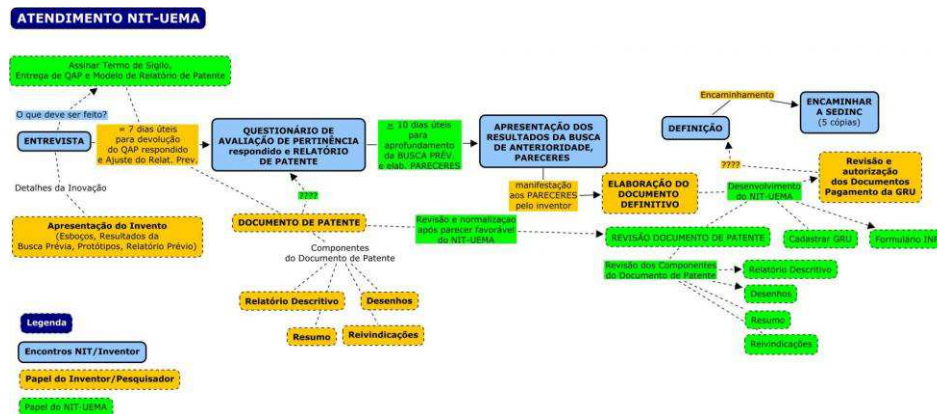 ATENDIMENTO NIT-UEMA
Assinar Termo de Sigilo,
Entrega de QAP e Modelo de Relatório de Patente
O que deve ser feito?
ENTREVISTA
= 7 dias úteis
para devolução
do QAP respondido
e Ajuste do Relat. Prev.
QUESTIONÁRIO DE
AVALIAÇÃO DE PERTINÊNCIA
respondido e RELATÓRIO
DE PATENTE
= 10 dias úteis
para
aprofundamento
da BUSCA PRÉV.
e elab. PARECERES
APRESENTAÇÃO DOS
RESULTADOS DA BUSCA
DE ANTERIORIDADE,
PARECERES
Encaminhamento
DEFINIÇÃO
ENCAMINHAR
A SEDINC
(5 cópias)
????
Revisão e
autorização
dos Documentos
Pagamento da GRU
Detalhes da Inovação
Apresentação do Invento
(Esboços, Resultados da
Busca Prévia, Protótipos, Relatório Prévio)
????
DOCUMENTO DE PATENTE
manifestação
aos PARECERES
pelo inventor
ELABORAÇÃO DO
DOCUMENTO
DEFINITIVO
Desenvolvimento
do NIT-UEMA
Revisão e normalização
após parecer favorável
do NIT-UEMA
REVISÃO DOCUMENTO DE PATENTE
Cadastrar GRU
Formulário INPI
Componentes
do Documento de Patente
Relatório Descritivo
Desenhos
Resumo
Reivindicações
Revisão dos Componentes
do Documento de Patente
Relatório Descritivo
Desenhos
Resumo
Reivindicações
Legenda
Encontros NIT/Inventor
Papel do Inventor/Pesquisador
Papel do NIT-UEMA